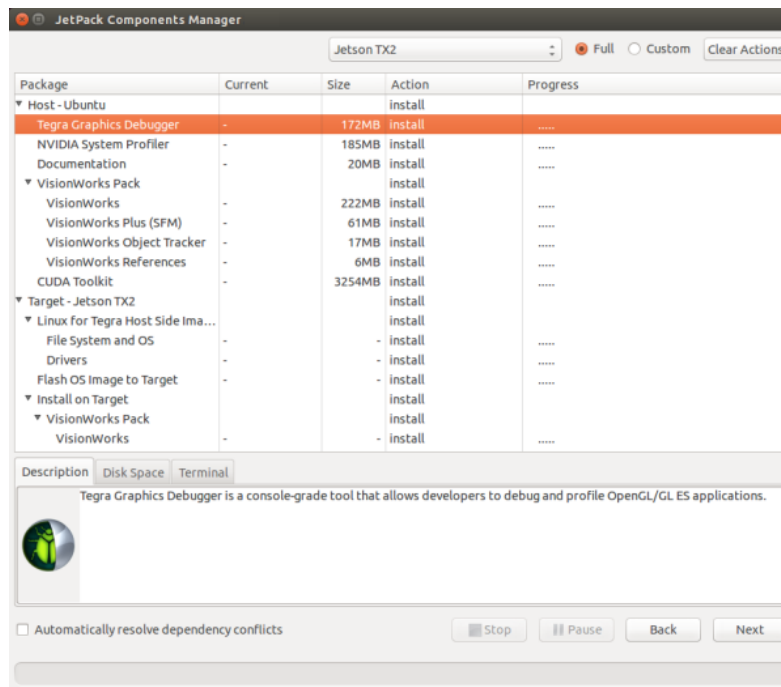 JetPack Components Manager
Jetson TX2 Full Custom Clear Actions
Package Current Size Action Progress
Host - Ubuntu install
Tegra Graphics Debugger - 172MB install .....
NVIDIA System Profiler - 185MB install .....
Documentation - 20MB install .....
VisionWorks Pack install
VisionWorks - 222MB install .....
VisionWorks Plus (SFM) - 61MB install .....
VisionWorks Object Tracker - 17MB install .....
VisionWorks References - 6MB install .....
CUDA Toolkit - 3254MB install .....
Target - Jetson TX2 install
Linux for Tegra Host Side Ima... install
File System and OS - - install .....
Drivers - - install .....
Flash OS Image to Target - - install .....
Install on Target install
VisionWorks Pack install
VisionWorks - - install .....
Description Disk Space Terminal
Tegra Graphics Debugger is a console-grade tool that allows developers to debug and profile OpenGL/GL ES applications.
Automatically resolve dependency conflicts Stop Pause Back Next